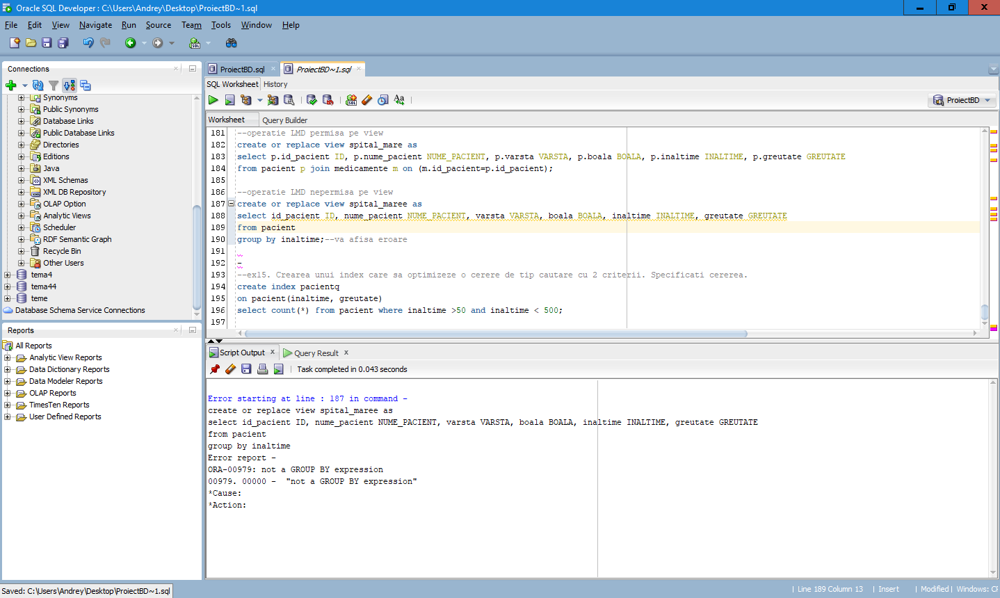 Oracle SQL Developer : C:\Users\Andrey\Desktop\ProiectBD~1.sql
File Edit View Navigate Run Source Team Tools Window Help
Connections
Synonyms
Public Synonyms
Database Links
Public Database Links
Directories
Editions
Java
XML Schemas
XML DB Repository
OLAP Option
Analytic Views
Scheduler
RDF Semantic Graph
Recycle Bin
Other Users
tema4
tema44
teme
Database Schema Service Connections
Reports
All Reports
Analytic View Reports
Data Dictionary Reports
Data Modeler Reports
OLAP Reports
TimesTen Reports
User Defined Reports
ProiectBD.sql ProiectBD~1.sql
SQL Worksheet History
ProiectBD
Worksheet Query Builder
181 --operatie LMD permisa pe view
182 create or replace view spital_mare as
183 select p.id_pacient ID, p.nume_pacient NUME_PACIENT, p.varsta VARSTA, p.boala BOALA, p.inaltime INALTIME, p.greutate GREUTATE
184 from pacient p join medicamente m on (m.id_pacient=p.id_pacient);
185
186 --operatie LMD nepermisa pe view
187 create or replace view spital_maree as
188 select id_pacient ID, nume_pacient NUME_PACIENT, varsta VARSTA, boala BOALA, inaltime INALTIME, greutate GREUTATE
189 from pacient
190 group by inaltime;--va afisa eroare
191
192 -
193 --ex15. Crearea unui index care sa optimizeze o cerere de tip cautare cu 2 criterii. Specificati cererea.
194 create index pacientq
195 on pacient(inaltime, greutate)
196 select count(*) from pacient where inaltime >50 and inaltime < 500;
197
Script Output x Query Result x
Task completed in 0.043 seconds
Error starting at line : 187 in command -
create or replace view spital_maree as
select id_pacient ID, nume_pacient NUME_PACIENT, varsta VARSTA, boala BOALA, inaltime INALTIME, greutate GREUTATE
from pacient
group by inaltime
Error report -
ORA-00979: not a GROUP BY expression
00979. 00000 -  "not a GROUP BY expression"
*Cause:
*Action:
Saved: C:\Users\Andrey\Desktop\ProiectBD~1.sql
| Line 189 Column 13 | Insert | Modified | Windows: CF